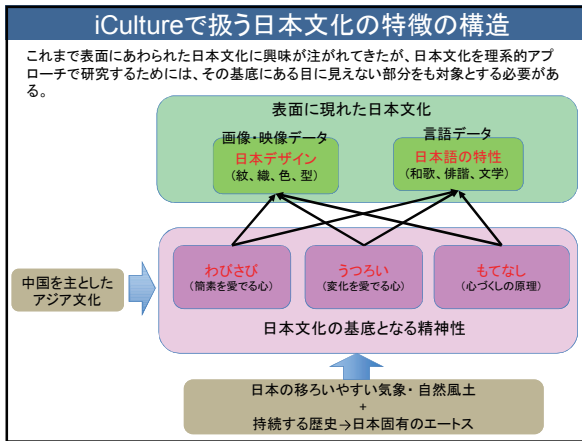 iCultureで扱う日本文化の特徴の構造
これまで表面にあわられた日本文化に興味が注がれてきたが、日本文化を理系的アプ
ローチで研究するためには、その基底にある目に見えない部分をも対象とする必要があ
る。
表面に現れた日本文化
画像・映像データ
日本デザイン
(紋、織、色、型)
言語データ
日本語の特性
(和歌、俳諧、文学)
わびさび
(簡素を愛でる心)
うつろい
(変化を愛でる心)
もてなし
(心づくしの原理)
日本文化の基底となる精神性
中国を主とした
アジア文化
日本の移ろいやすい気象・自然風土
+
持続する歴史→日本固有のエートス